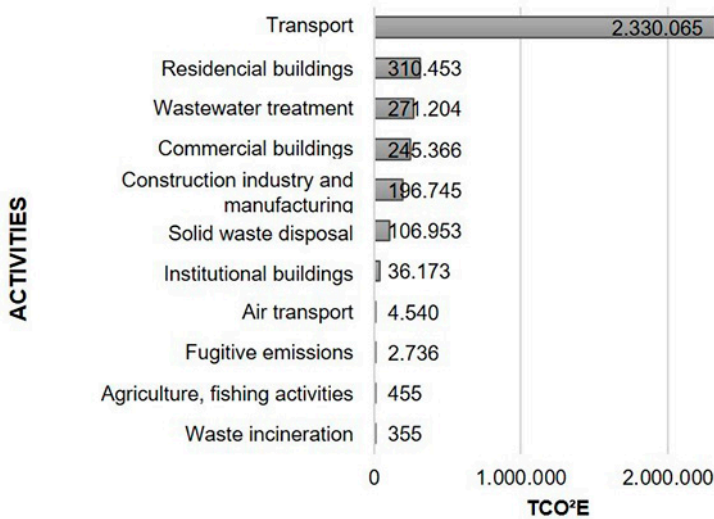 Transport 2.330.065
Residencial buildings 310.453
Wastewater treatment 271.204
Commercial buildings 245.366
Construction industry and
manufacturing 196.745
Solid waste disposal 106.953
Institutional buildings 36.173
Air transport 4.540
Fugitive emissions 2.736
Agriculture, fishing activities 455
Waste incineration 355
ACTIVITIES
0 1.000.000 2.000.000
TCO²E